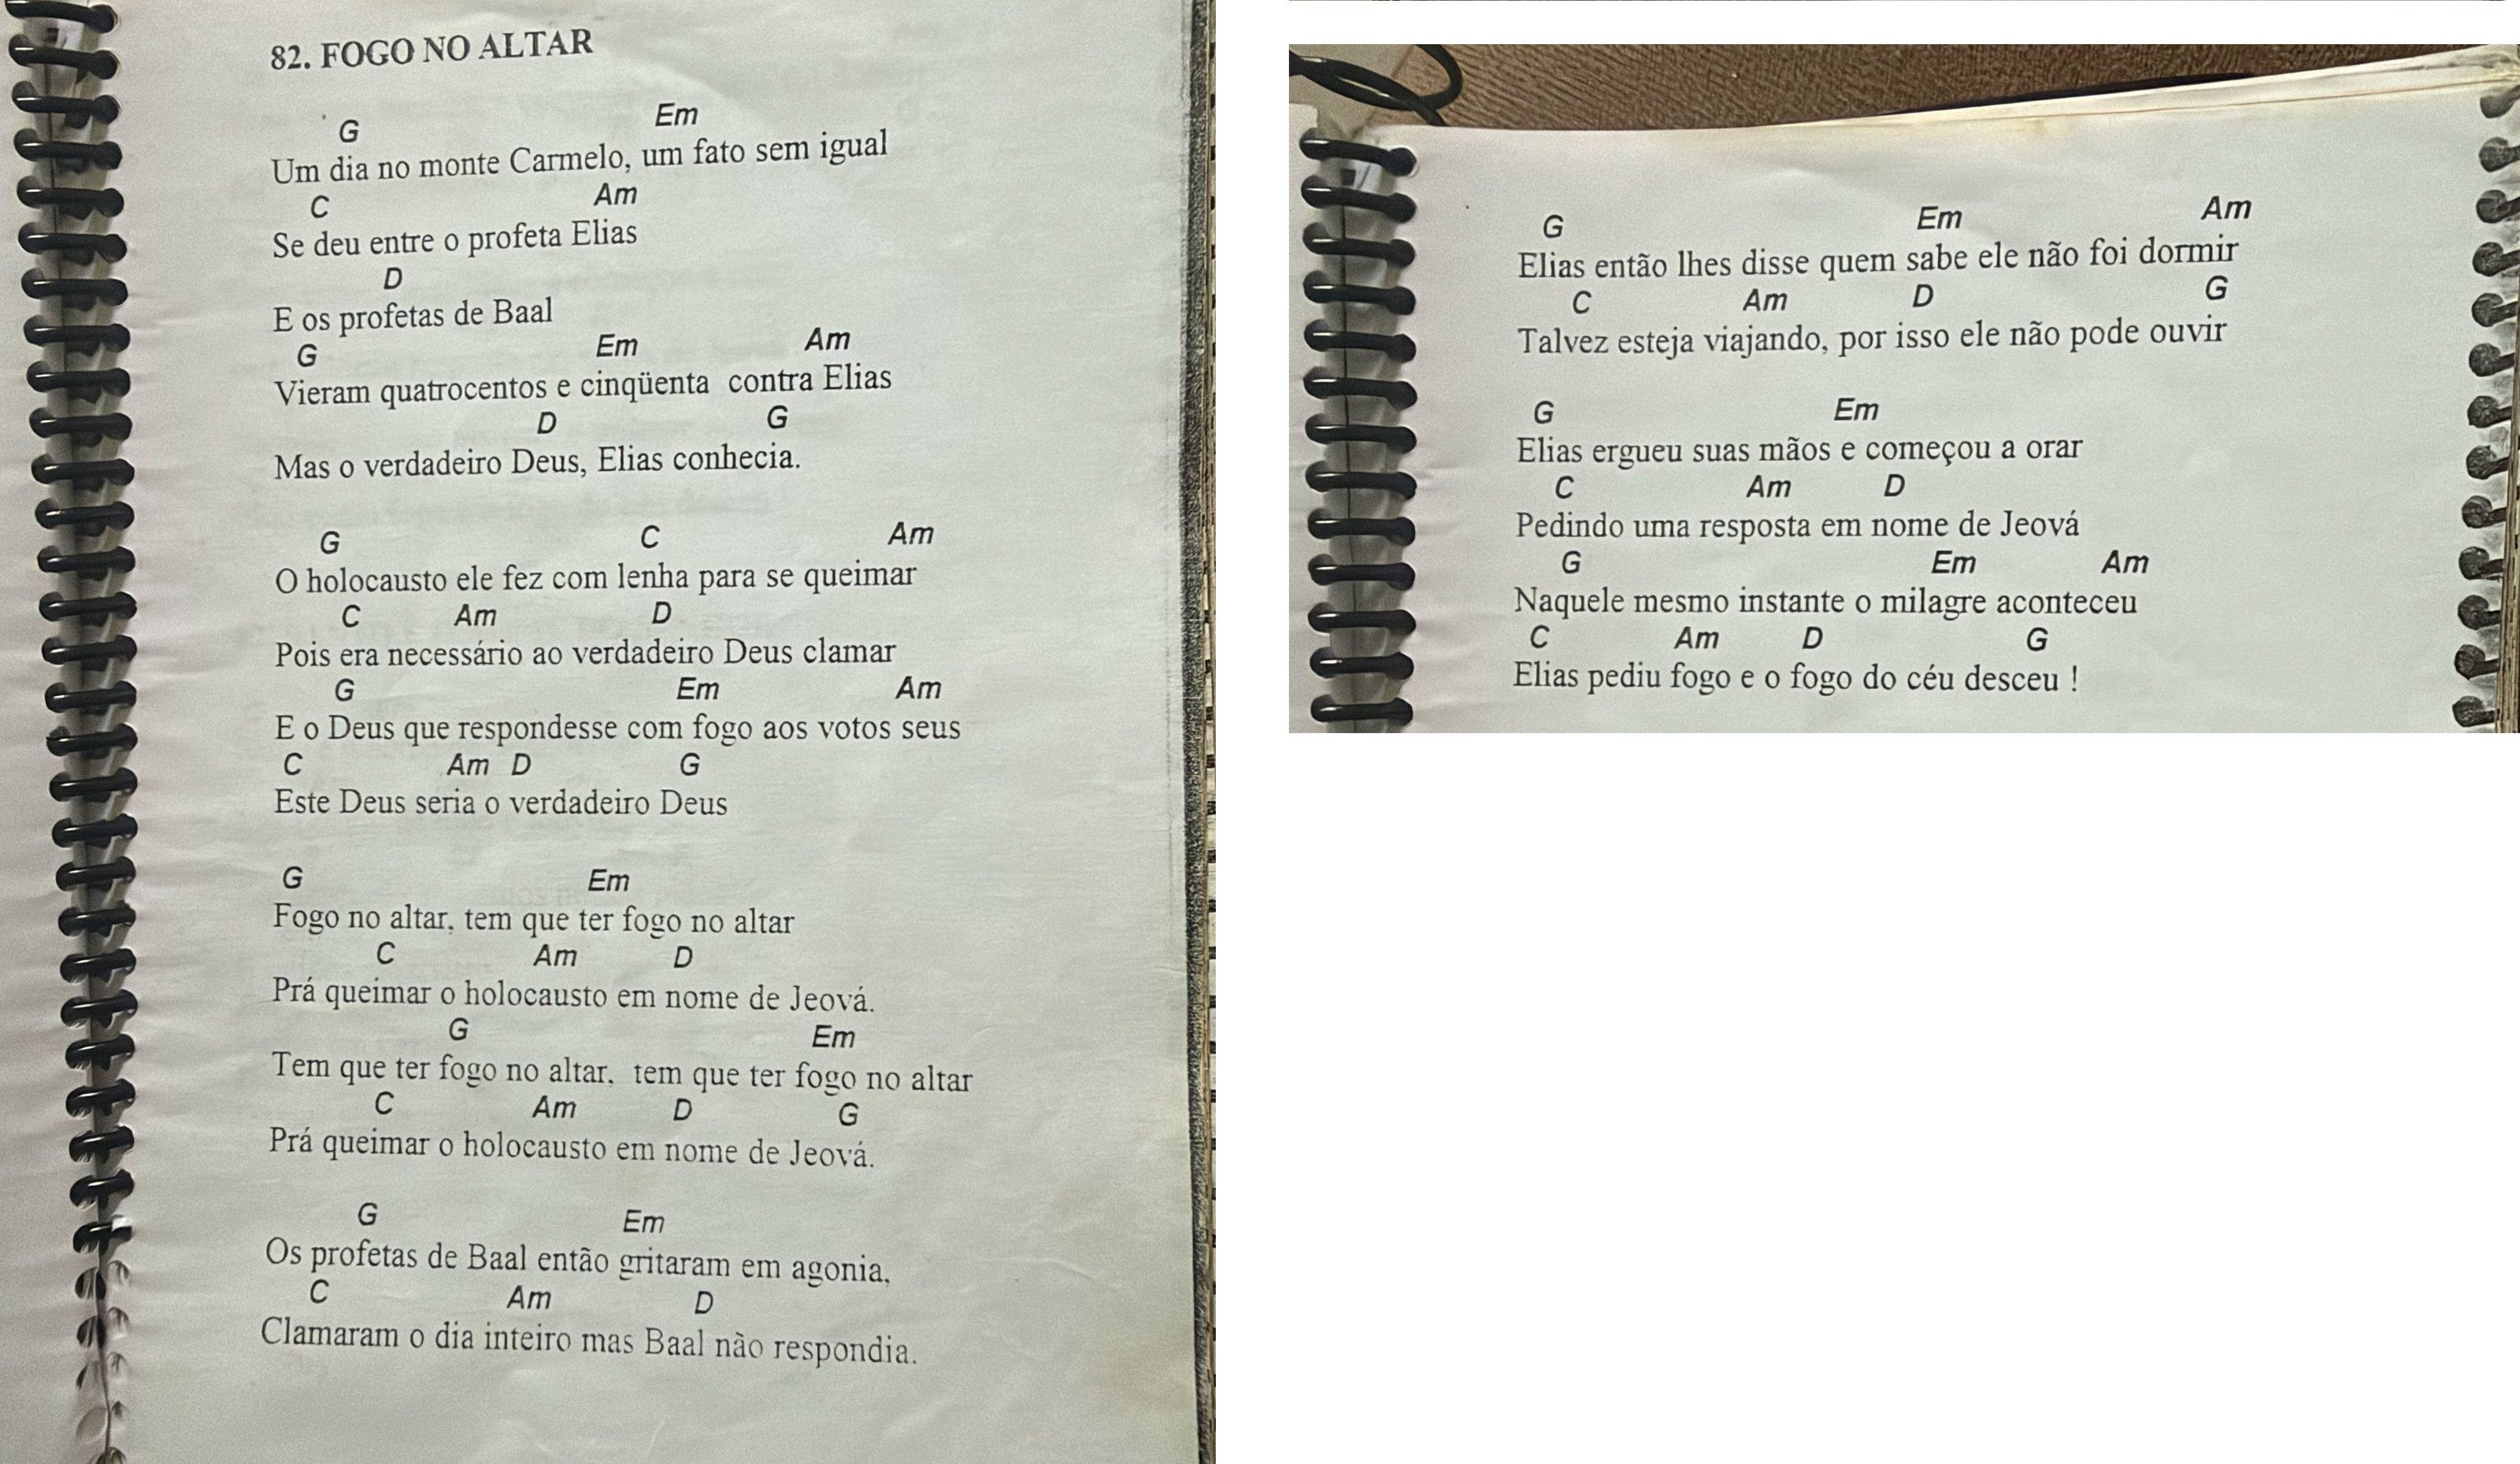 82. FOGO NO ALTAR
G Em
Um dia no monte Carmelo, um fato sem igual
C Am
Se deu entre o profeta Elias
D
E os profetas de Baal
G Em Am
Vieram quatrocentos e cinqüenta contra Elias
D G
Mas o verdadeiro Deus, Elias conhecia.
G C Am
O holocausto ele fez com lenha para se queimar
C Am D
Pois era necessário ao verdadeiro Deus clamar
G Em Am
E o Deus que respondesse com fogo aos votos seus
C Am D G
Este Deus seria o verdadeiro Deus
G Em
Fogo no altar, tem que ter fogo no altar
C Am D
Prá queimar o holocausto em nome de Jeová.
G Em
Tem que ter fogo no altar, tem que ter fogo no altar
C Am D G
Prá queimar o holocausto em nome de Jeová.
G Em
Os profetas de Baal então gritaram em agonia,
C Am D
Clamaram o dia inteiro mas Baal não respondia.
G Em Am
Elias então lhes disse quem sabe ele não foi dormir
C Am D G
Talvez esteja viajando, por isso ele não pode ouvir
G Em
Elias ergueu suas mãos e começou a orar
C Am D
Pedindo uma resposta em nome de Jeová
G Em Am
Naquele mesmo instante o milagre aconteceu
C Am D G
Elias pediu fogo e o fogo do céu desceu !